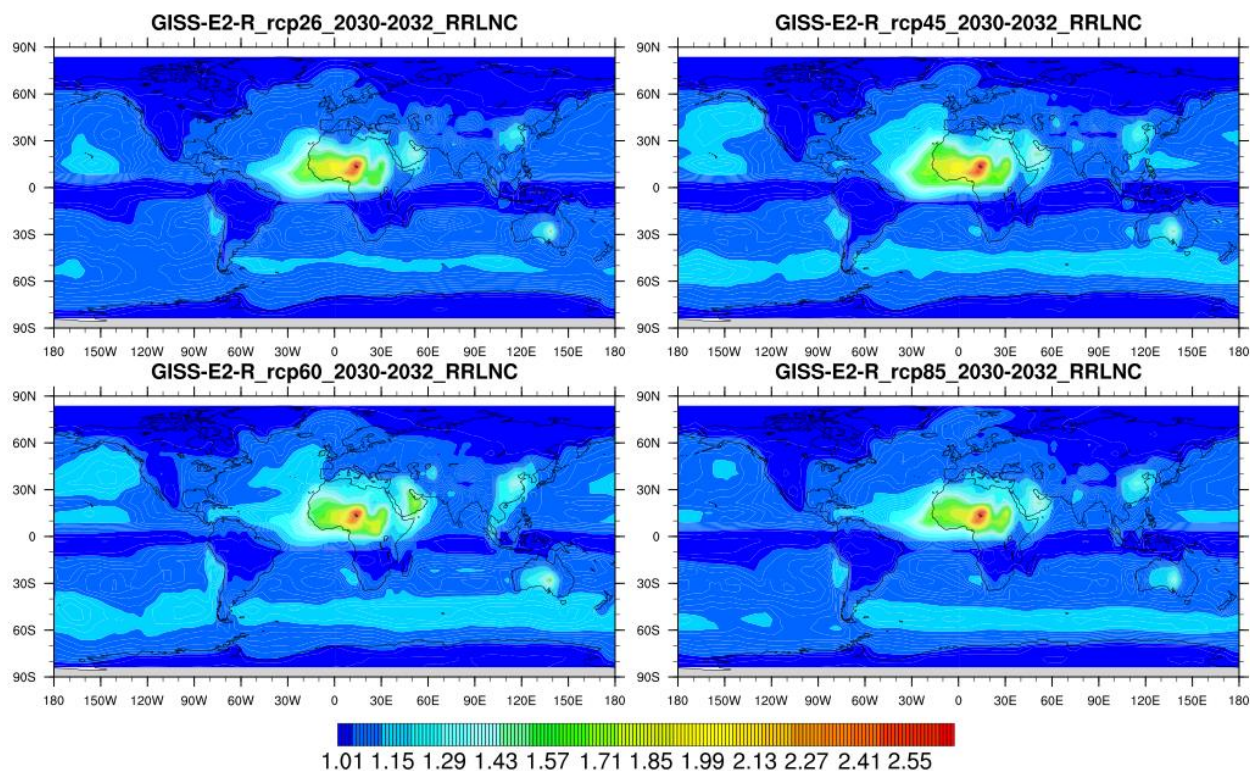 GISS-E2-R_rcp26_2030-2032_RRLNC GISS-E2-R_rcp45_2030-2032_RRLNC
90N 90N
60N 60N
30N 30N
0 0
30S 30S
60S 60S
90S 90S
180 150W 120W 90W 60W 30W 0 30E 60E 90E 120E 150E 180 180 150W 120W 90W 60W 30W 0 30E 60E 90E 120E 150E 180
GISS-E2-R_rcp60_2030-2032_RRLNC GISS-E2-R_rcp85_2030-2032_RRLNC
90N 90N
60N 60N
30N 30N
0 0
30S 30S
60S 60S
90S 90S
180 150W 120W 90W 60W 30W 0 30E 60E 90E 120E 150E 180 180 150W 120W 90W 60W 30W 0 30E 60E 90E 120E 150E 180
1.01 1.15 1.29 1.43 1.57 1.71 1.85 1.99 2.13 2.27 2.41 2.55